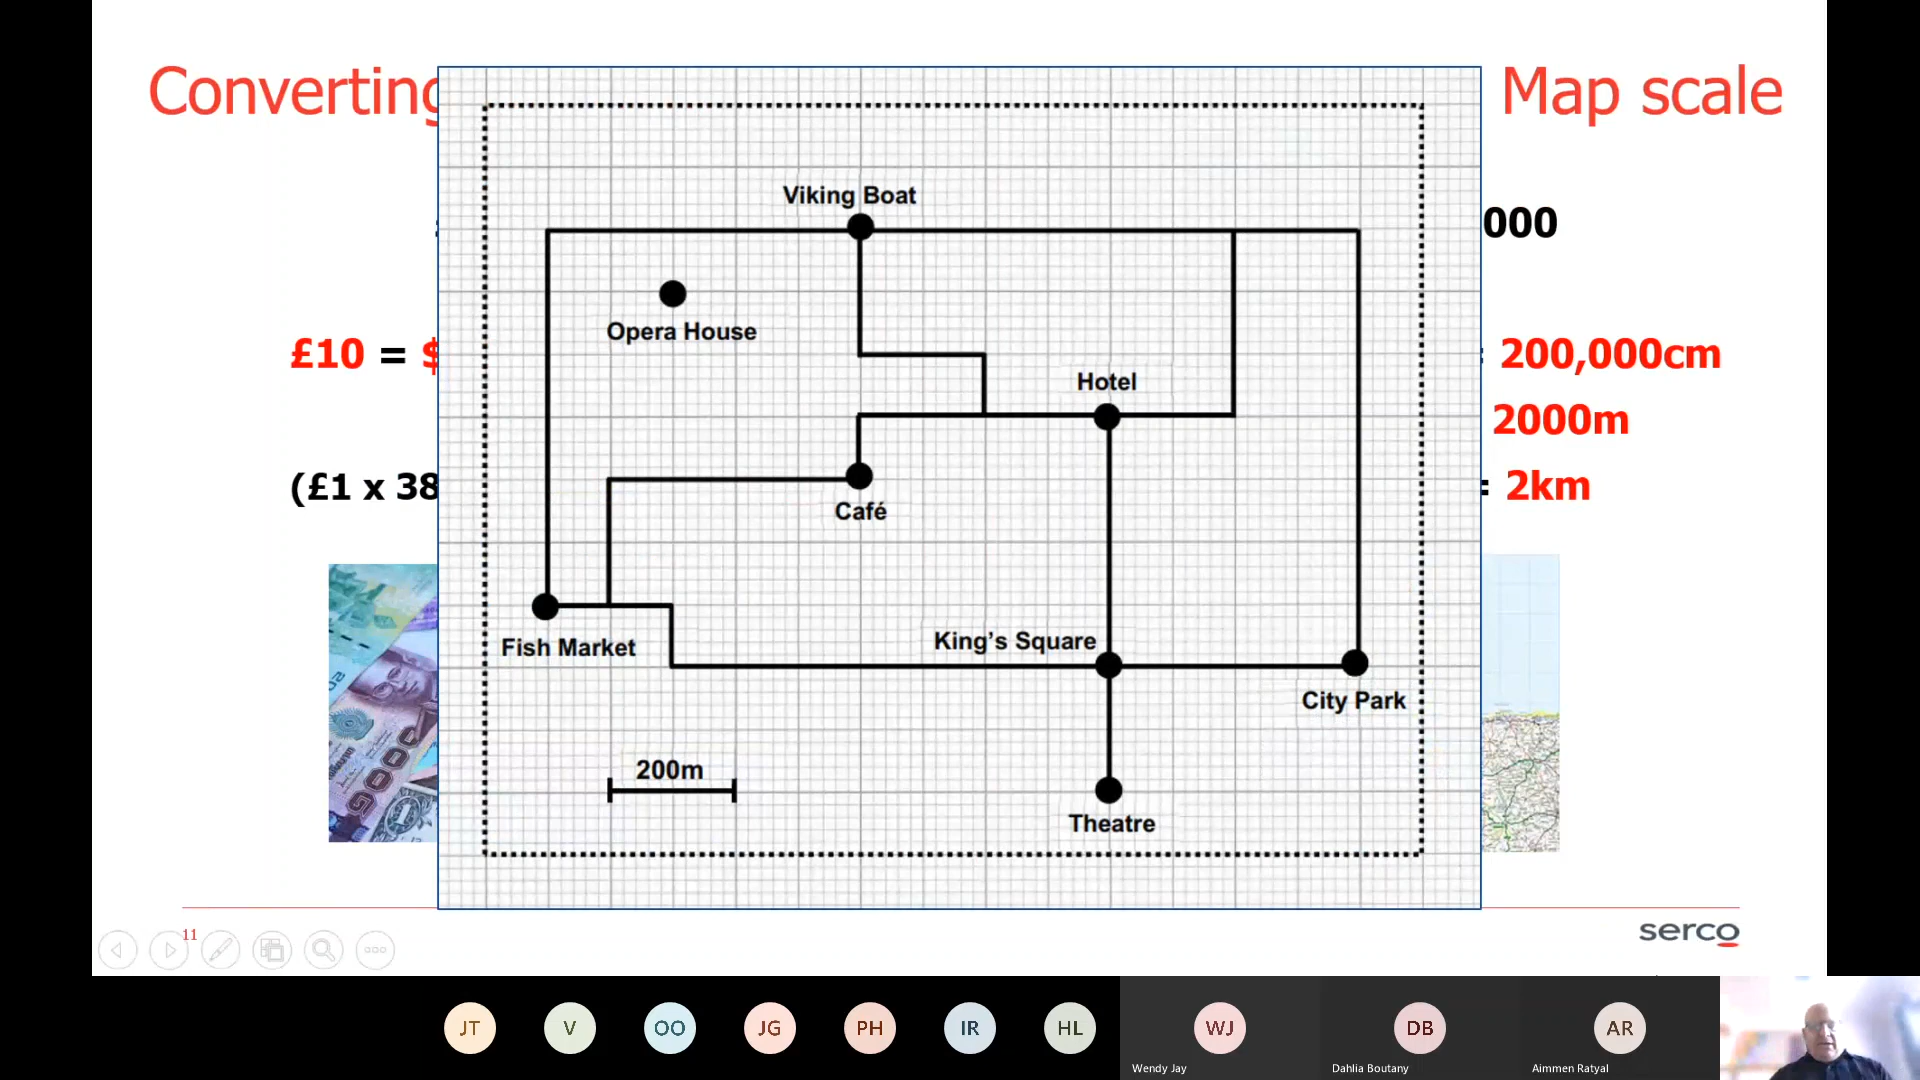 Converting
Map scale
Viking Boat
000
Opera House
£10 = $
200,000cm
Hotel
2000m
(£1 x 38
= 2km
Café
Fish Market
King's Square
City Park
200m
Theatre
11
serco
JT
V
OO
JG
PH
IR
HL
WJ
DB
AR
Wendy Jay
Dahlia Boutany
Aimmen Ratyal